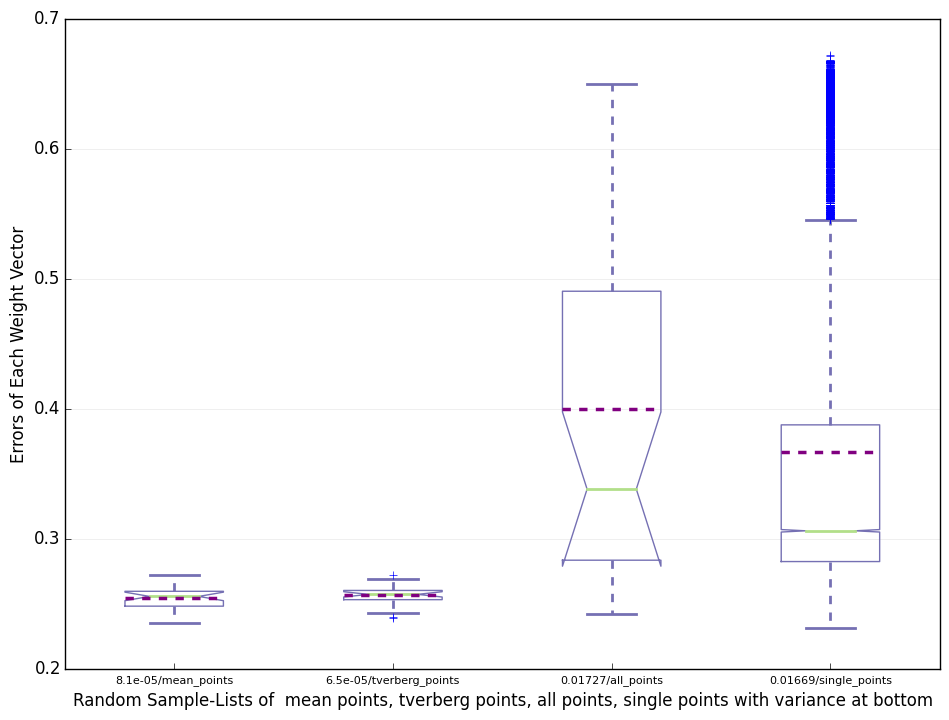 0.7
0.6
0.5
0.4
0.3
0.2
Errors of Each Weight Vector
8.1e-05/mean_points 6.5e-05/tverberg_points 0.01727/all_points 0.01669/single_points
Random Sample-Lists of  mean points, tverberg points, all points, single points with variance at bottom